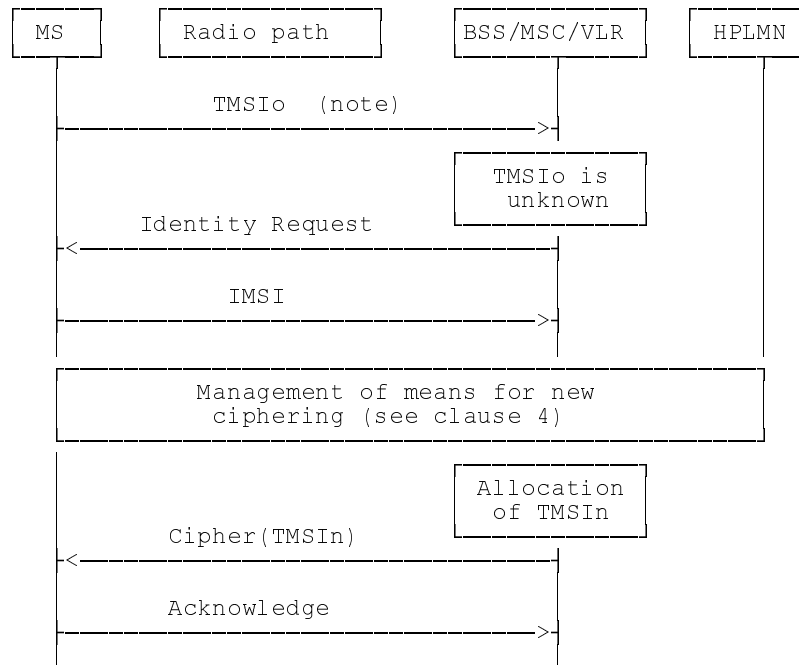 MS
Radio path
BSS/MSC/VLR
HPLMN
TMSIo (note)
TMSIo is
unknown
Identity Request
IMSI
Management of means for new
ciphering (see clause 4)
Allocation
of TMSIn
Cipher(TMSIn)
Acknowledge